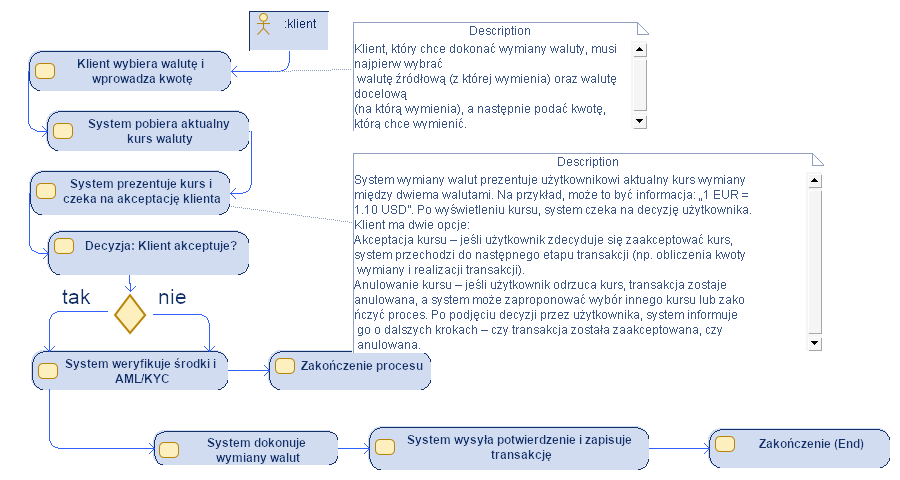 :klient
Description
Klient, który chce dokonać wymiany waluty, musi
najpierw wybrać
walutę źródłową (z której wymienia) oraz walutę
docelową
(na którą wymienia), a następnie podać kwotę,
którą chce wymienić.
Klient wybiera walutę i
wprowadza kwotę
System pobiera aktualny
kurs waluty
System prezentuje kurs i
czeka na akceptację klienta
Description
System wymiany walut prezentuje użytkownikowi aktualny kurs wymiany
między dwiema walutami. Na przykład, może to być informacja: „1 EUR =
1.10 USD”. Po wyświetleniu kursu, system czeka na decyzję użytkownika.
Klient ma dwie opcje:
Akceptacja kursu – jeśli użytkownik zdecyduje się zaakceptować kurs,
system przechodzi do następnego etapu transakcji (np. obliczenia kwoty
wymiany i realizacji transakcji).
Anulowanie kursu – jeśli użytkownik odrzuca kurs, transakcja zostaje
anulowana, a system może zaproponować wybór innego kursu lub zako
ńczyć proces. Po podjęciu decyzji przez użytkownika, system informuje
go o dalszych krokach – czy transakcja została zaakceptowana, czy
anulowana.
Decyzja: Klient akceptuje?
tak
nie
System weryfikuje środki i
AML/KYC
Zakończenie procesu
System dokonuje
wymiany walut
System wysyła potwierdzenie i zapisuje
transakcję
Zakończenie (End)